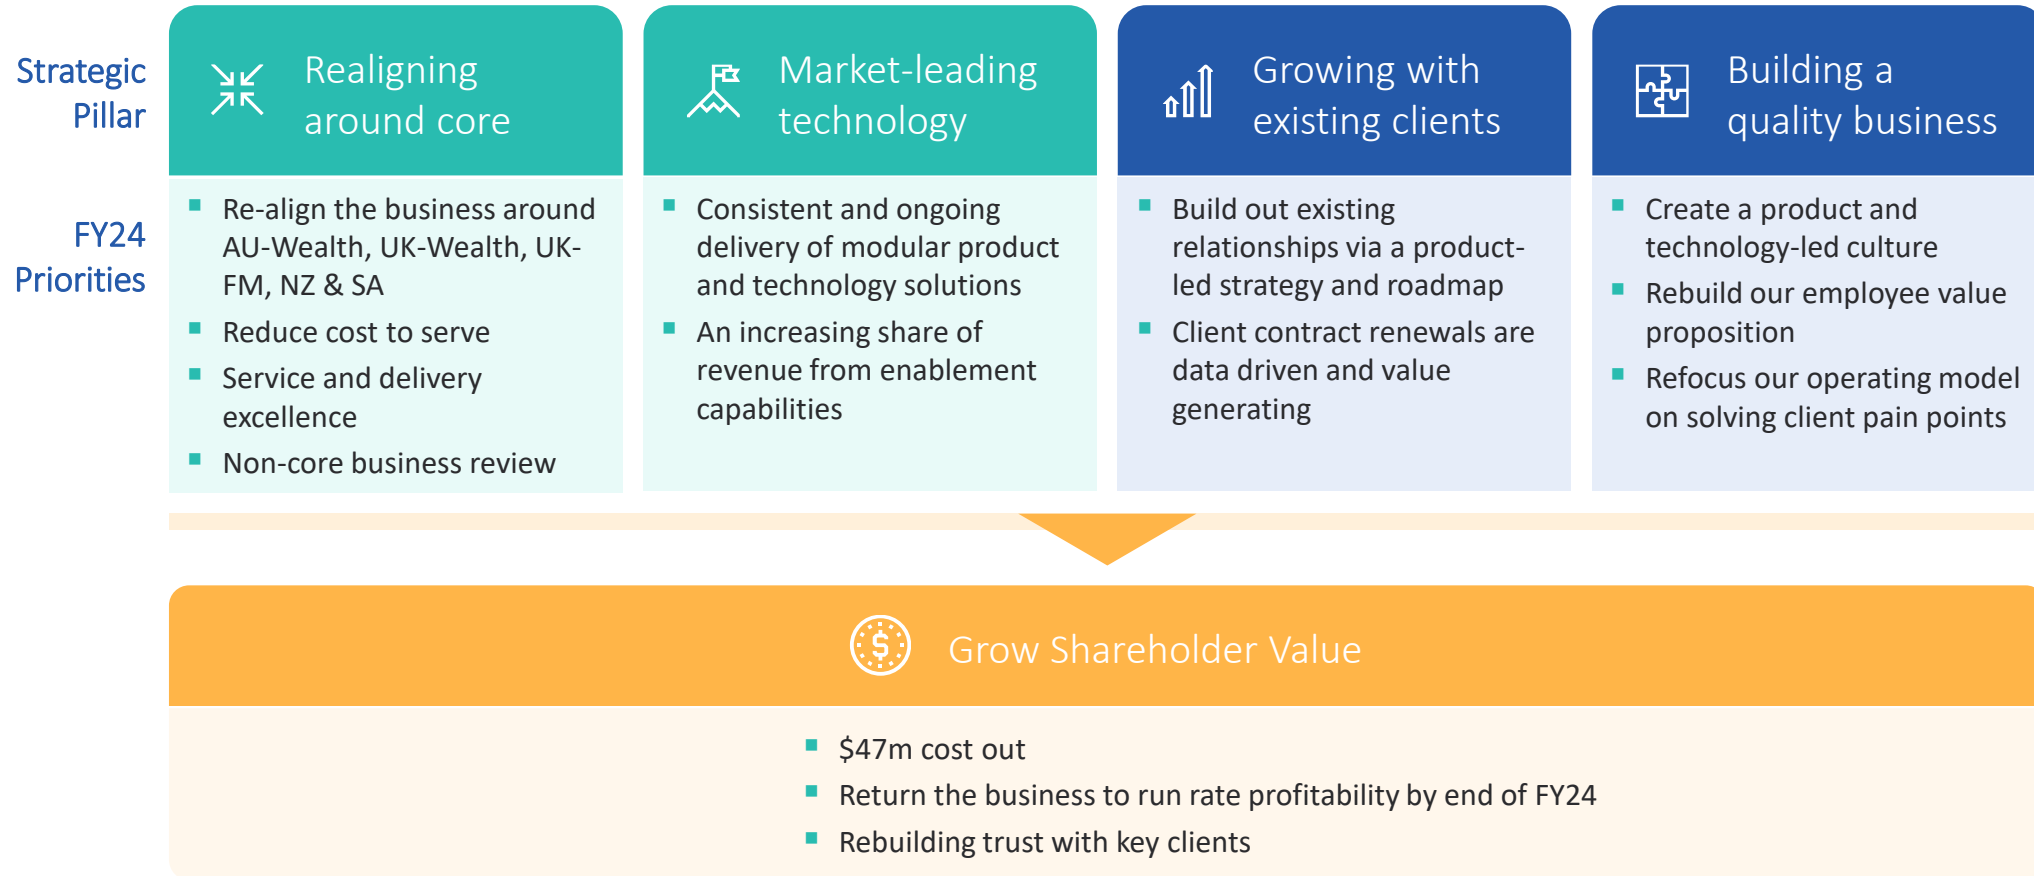 Strategic
Pillar
Realigning
around core
Market-leading
technology
Growing with
existing clients
Building a
quality business
FY24
Priorities
Re-align the business around
AU-Wealth, UK-Wealth, UK-
FM, NZ & SA
Reduce cost to serve
Service and delivery
excellence
Non-core business review
Consistent and ongoing
delivery of modular product
and technology solutions
An increasing share of
revenue from enablement
capabilities
Build out existing
relationships via a product-
led strategy and roadmap
Client contract renewals are
data driven and value
generating
Create a product and
technology-led culture
Rebuild our employee value
proposition
Refocus our operating model
on solving client pain points
$
Grow Shareholder Value
$47m cost out
Return the business to run rate profitability by end of FY24
Rebuilding trust with key clients